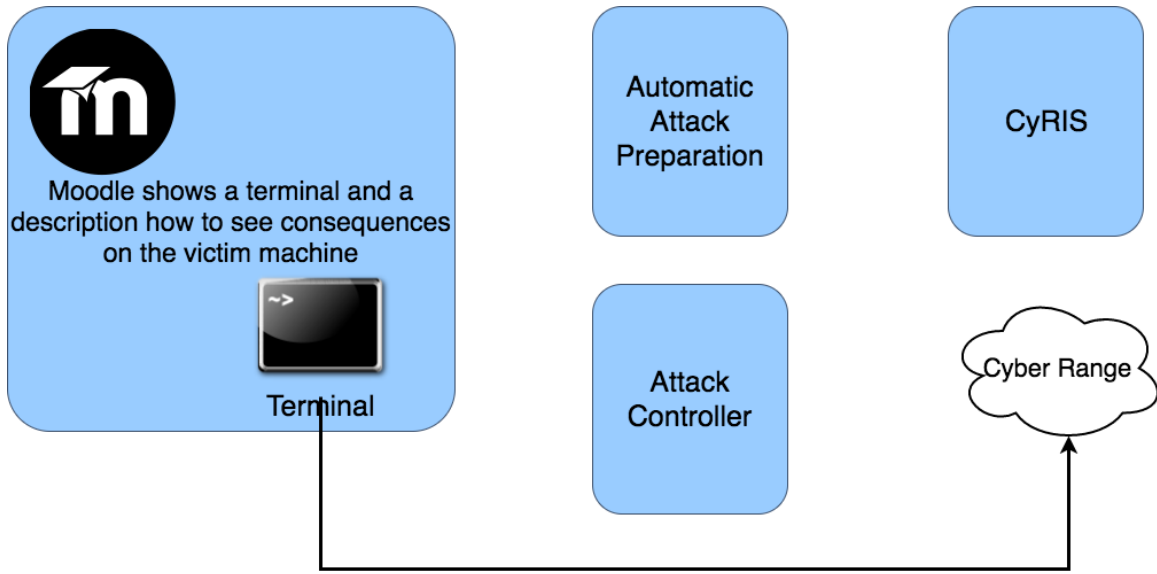 m
Moodle shows a terminal and a
description how to see consequences
on the victim machine
~>
Terminal
Automatic
Attack
Preparation
CyRIS
Attack
Controller
Cyber Range